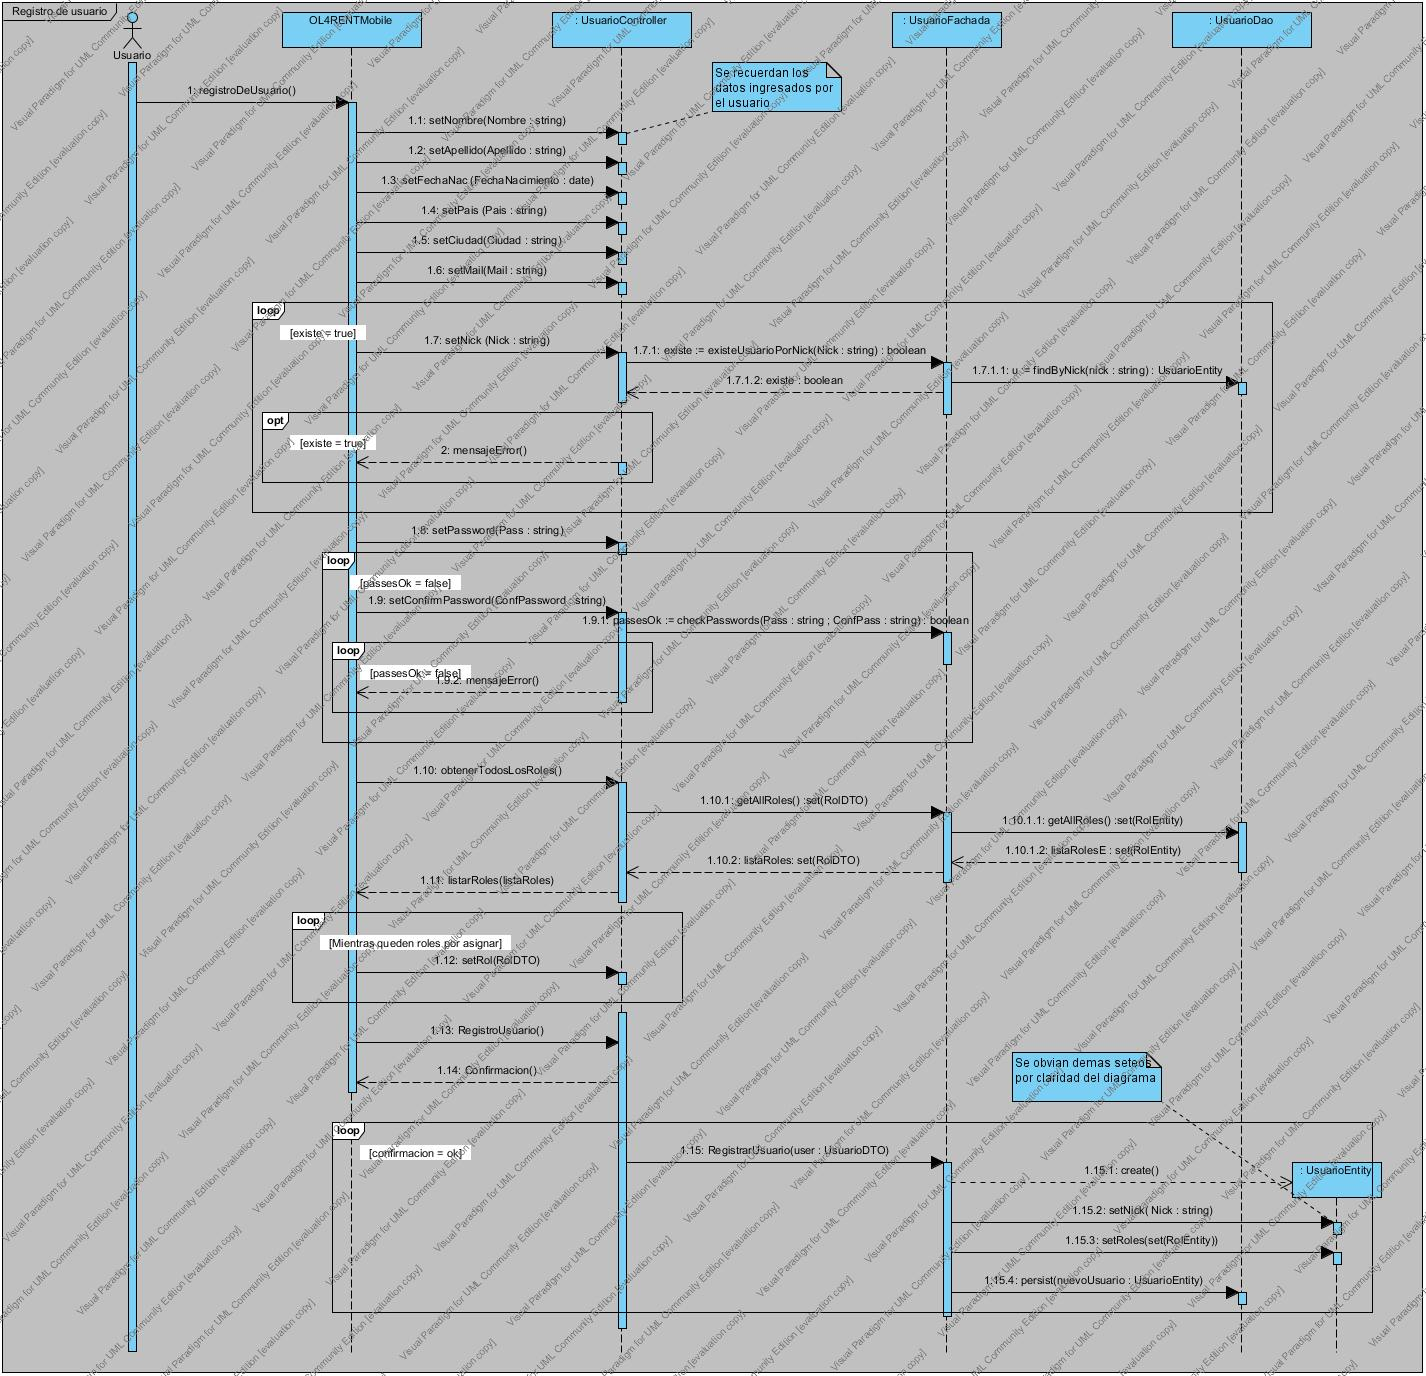 Registro de usuario
Usuario
OL4RENTMobile
: UsuarioController
: UsuarioFachada
: UsuarioDao
Se recuerdan los
datos ingresados por
el usuario
1: registroDeUsuario()
1.1: setNombre(Nombre : string)
1.2: setApellido(Apellido : string)
1.3: setFechaNac (FechaNacimiento : date)
1.4: setPais (Pais : string)
1.5: setCiudad(Ciudad : string)
1.6: setMail(Mail : string)
loop
[existe = true]
1.7: setNick (Nick : string)
1.7.1: existe := existeUsuarioPorNick(Nick : string) : boolean
1.7.1.1: u := findByNick(nick : string) : UsuarioEntity
1.7.1.2: existe : boolean
opt
[existe = true]
2: mensajeError()
1.8: setPassword(Pass : string)
loop
[passesOk = false]
1.9: setConfirmPassword(ConfPassword : string)
1.9.1: passesOk := checkPasswords(Pass : string ; ConfPass : string) : boolean
loop
[passesOk = false]
1.9.2: mensajeError()
1.10: obtenerTodosLosRoles()
1.10.1: getAllRoles() :set(RolDTO)
1.10.1.1: getAllRoles() :set(RolEntity)
1.10.1.2: listaRolesE : set(RolEntity)
1.10.2: listaRoles: set(RolDTO)
1.11: listarRoles(listaRoles)
loop
[Mientras queden roles por asignar]
1.12: setRol(RolDTO)
1.13: RegistroUsuario()
1.14: Confirmacion()
Se obvian demas seteos
por claridad del diagrama
loop
[confirmacion = ok]
1.15: RegistrarUsuario(user : UsuarioDTO)
1.15.1: create()
: UsuarioEntity
1.15.2: setNick( Nick : string)
1.15.3: setRoles(set(RolEntity))
1.15.4: persist(nuevoUsuario : UsuarioEntity)
Visual Paradigm for UML Community Edition [evaluation copy]